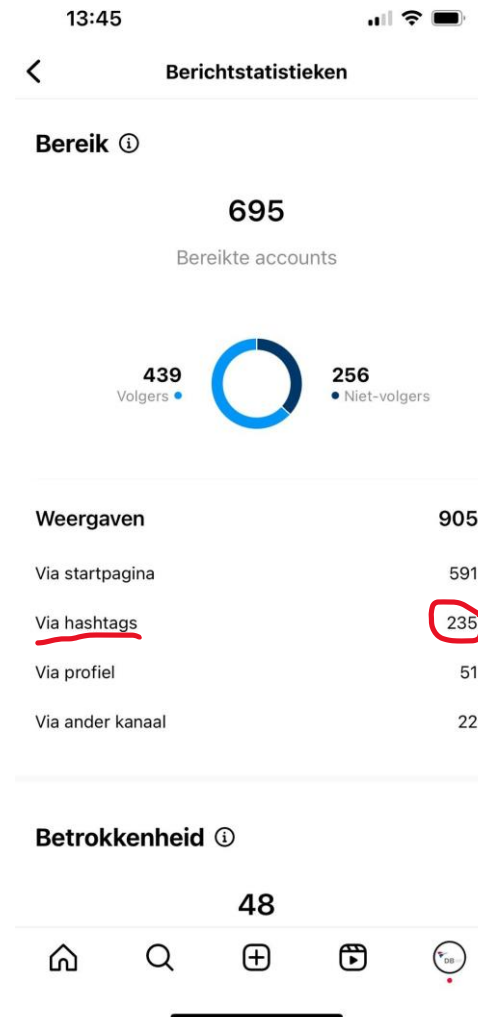 13:45
Berichtstatistieken
Bereik
695
Bereikte accounts
439 256
Volgers Niet-volgers
Weergaven 905
Via startpagina 591
Via hashtags 235
Via profiel 51
Via ander kanaal 22
Betrokkenheid
48
DB